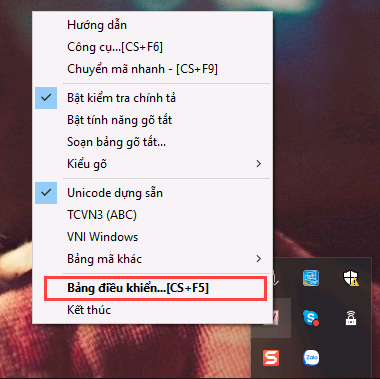 Hướng dẫn
Công cụ...[CS+F6]
Chuyển mã nhanh - [CS+F9]
Bật kiểm tra chính tả
Bật tính năng gõ tắt
Soạn bảng gõ tắt...
Kiểu gõ
Unicode dựng sẵn
TCVN3 (ABC)
VNI Windows
Bảng mã khác
Bảng điều khiển...[CS+F5]
Kết thúc
Zalo